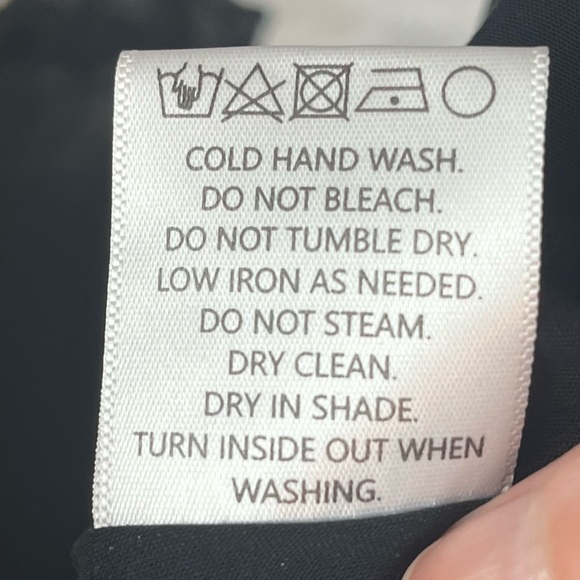 COLD HAND WASH.
DO NOT BLEACH.
DO NOT TUMBLE DRY.
LOW IRON AS NEEDED.
DO NOT STEAM.
DRY CLEAN.
DRY IN SHADE.
TURN INSIDE OUT WHEN
WASHING.